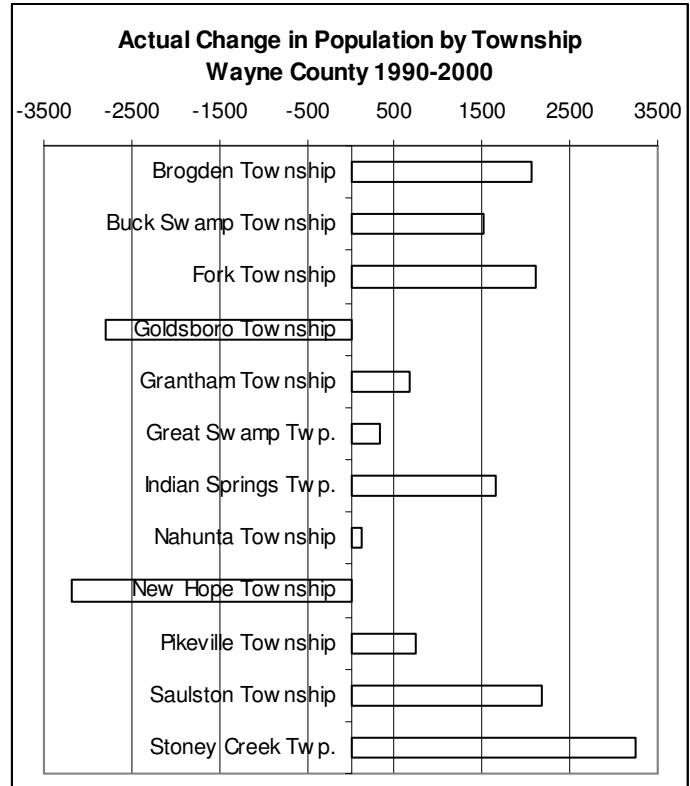 Actual Change in Population by Township
Wayne County 1990-2000
-3500 -2500 -1500 -500 500 1500 2500 3500
Brogden Township
Buck Swamp Township
Fork Township
Goldsboro Township
Grantham Township
Great Swamp Twp.
Indian Springs Twp.
Nahunta Township
New Hope Township
Pikeville Township
Saulston Township
Stoney Creek Twp.